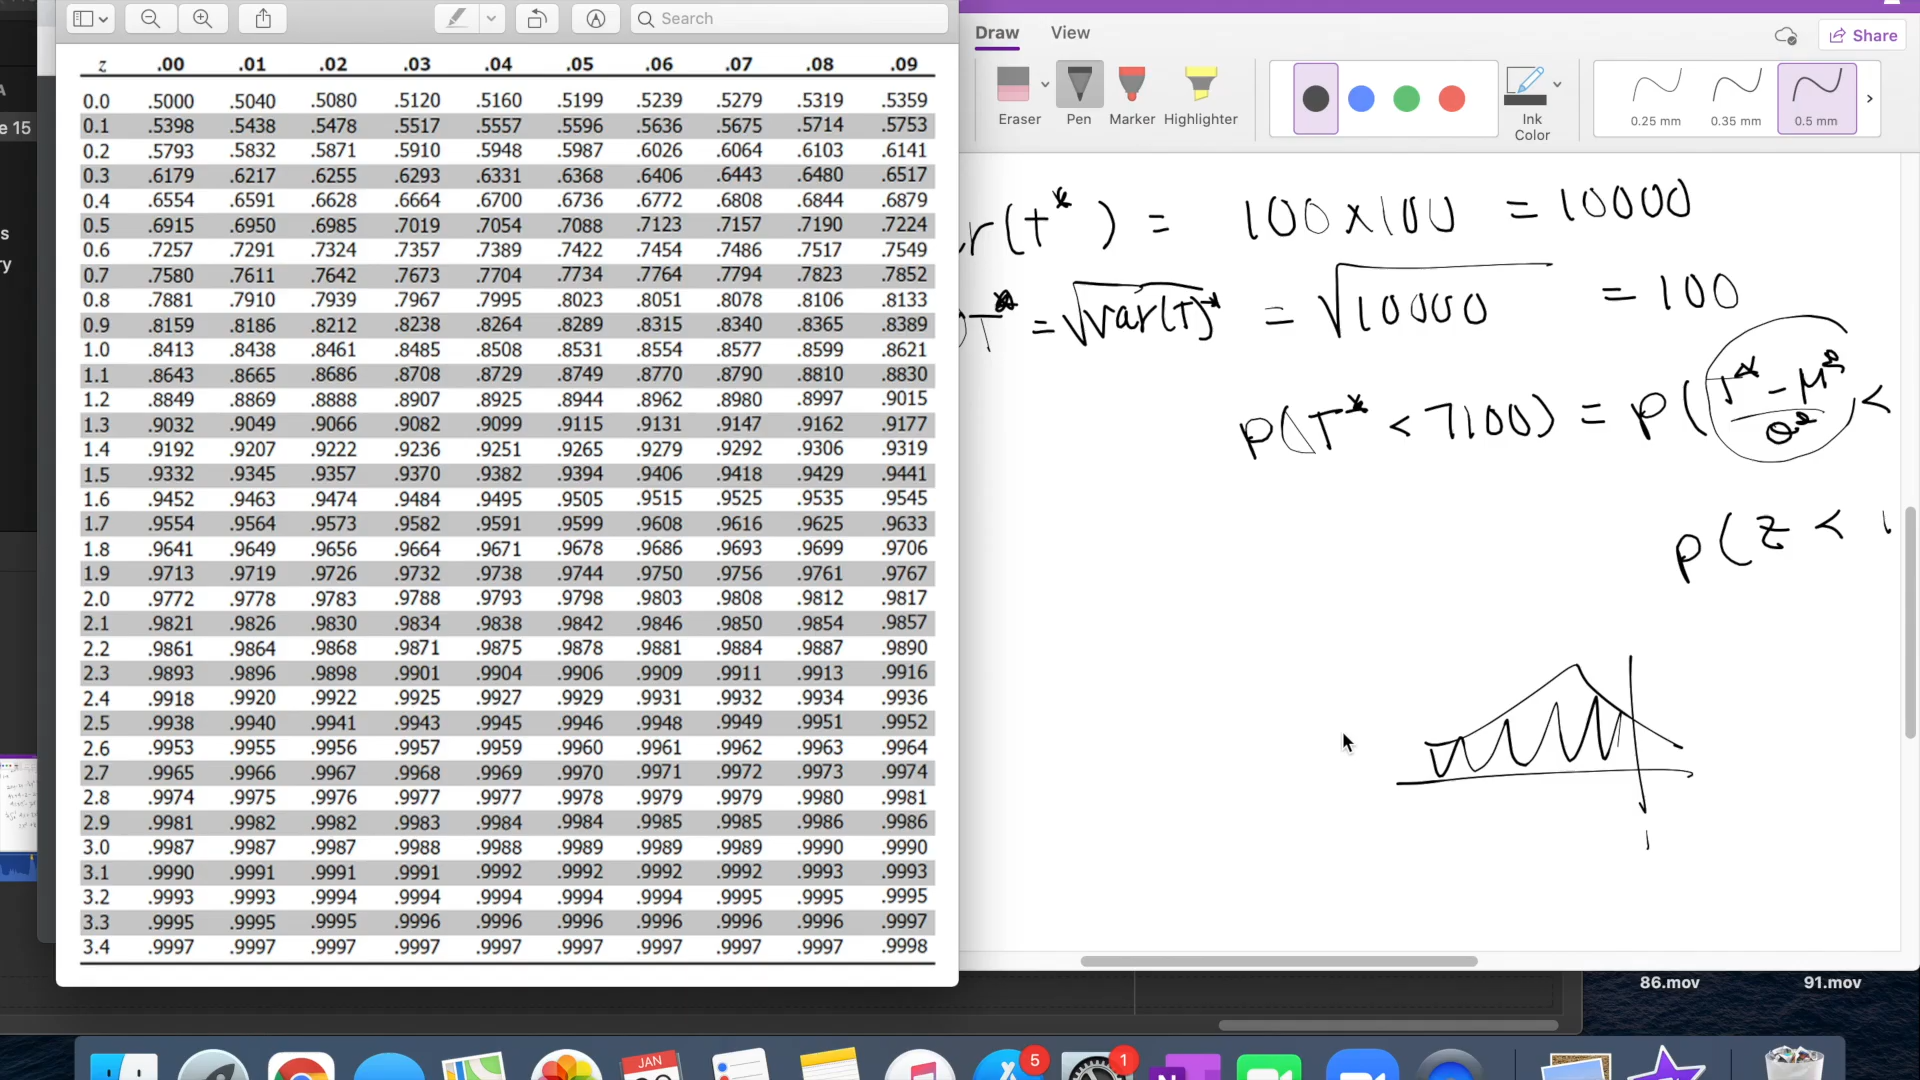 Search
z .00 .01 .02 .03 .04 .05 .06 .07 .08 .09
0.0 .5000 .5040 .5080 .5120 .5160 .5199 .5239 .5279 .5319 .5359
0.1 .5398 .5438 .5478 .5517 .5557 .5596 .5636 .5675 .5714 .5753
0.2 .5793 .5832 .5871 .5910 .5948 .5987 .6026 .6064 .6103 .6141
0.3 .6179 .6217 .6255 .6293 .6331 .6368 .6406 .6443 .6480 .6517
0.4 .6554 .6591 .6628 .6664 .6700 .6736 .6772 .6808 .6844 .6879
0.5 .6915 .6950 .6985 .7019 .7054 .7088 .7123 .7157 .7190 .7224
0.6 .7257 .7291 .7324 .7357 .7389 .7422 .7454 .7486 .7517 .7549
0.7 .7580 .7611 .7642 .7673 .7704 .7734 .7764 .7794 .7823 .7852
0.8 .7881 .7910 .7939 .7967 .7995 .8023 .8051 .8078 .8106 .8133
0.9 .8159 .8186 .8212 .8238 .8264 .8289 .8315 .8340 .8365 .8389
1.0 .8413 .8438 .8461 .8485 .8508 .8531 .8554 .8577 .8599 .8621
1.1 .8643 .8665 .8686 .8708 .8729 .8749 .8770 .8790 .8810 .8830
1.2 .8849 .8869 .8888 .8907 .8925 .8944 .8962 .8980 .8997 .9015
1.3 .9032 .9049 .9066 .9082 .9099 .9115 .9131 .9147 .9162 .9177
1.4 .9192 .9207 .9222 .9236 .9251 .9265 .9279 .9292 .9306 .9319
1.5 .9332 .9345 .9357 .9370 .9382 .9394 .9406 .9418 .9429 .9441
1.6 .9452 .9463 .9474 .9484 .9495 .9505 .9515 .9525 .9535 .9545
1.7 .9554 .9564 .9573 .9582 .9591 .9599 .9608 .9616 .9625 .9633
1.8 .9641 .9649 .9656 .9664 .9671 .9678 .9686 .9693 .9699 .9706
1.9 .9713 .9719 .9726 .9732 .9738 .9744 .9750 .9756 .9761 .9767
2.0 .9772 .9778 .9783 .9788 .9793 .9798 .9803 .9808 .9812 .9817
2.1 .9821 .9826 .9830 .9834 .9838 .9842 .9846 .9850 .9854 .9857
2.2 .9861 .9864 .9868 .9871 .9875 .9878 .9881 .9884 .9887 .9890
2.3 .9893 .9896 .9898 .9901 .9904 .9906 .9909 .9911 .9913 .9916
2.4 .9918 .9920 .9922 .9925 .9927 .9929 .9931 .9932 .9934 .9936
2.5 .9938 .9940 .9941 .9943 .9945 .9946 .9948 .9949 .9951 .9952
2.6 .9953 .9955 .9956 .9957 .9959 .9960 .9961 .9962 .9963 .9964
2.7 .9965 .9966 .9967 .9968 .9969 .9970 .9971 .9972 .9973 .9974
2.8 .9974 .9975 .9976 .9977 .9977 .9978 .9979 .9979 .9980 .9981
2.9 .9981 .9982 .9982 .9983 .9984 .9984 .9985 .9985 .9986 .9986
3.0 .9987 .9987 .9987 .9988 .9988 .9989 .9989 .9989 .9990 .9990
3.1 .9990 .9991 .9991 .9991 .9992 .9992 .9992 .9992 .9993 .9993
3.2 .9993 .9993 .9994 .9994 .9994 .9994 .9994 .9995 .9995 .9995
3.3 .9995 .9995 .9995 .9996 .9996 .9996 .9996 .9996 .9996 .9997
3.4 .9997 .9997 .9997 .9997 .9997 .9997 .9997 .9997 .9997 .9998
Draw View
Share
Eraser Pen Marker Highlighter
Ink Color
0.25 mm 0.35 mm 0.5 mm
r(T*) = 100 x 100 = 10000
T* = √var(T)* = √10000 = 100
P(T* < 7100) = P( <
P(z < 1
1
86.mov 91.mov
JAN
5
1